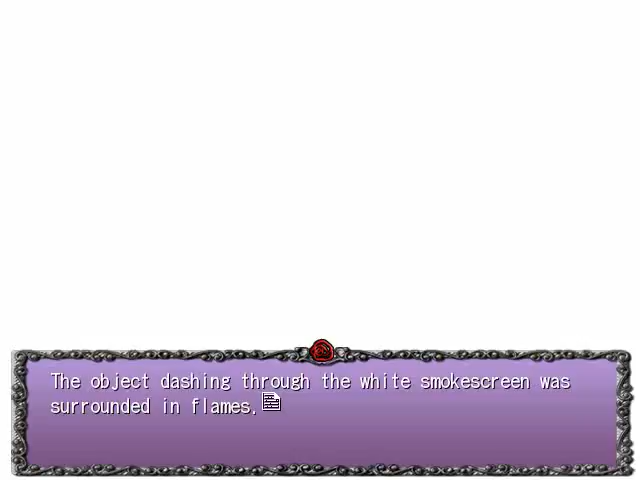 The object dashing through the white smokescreen was
surrounded in flames.